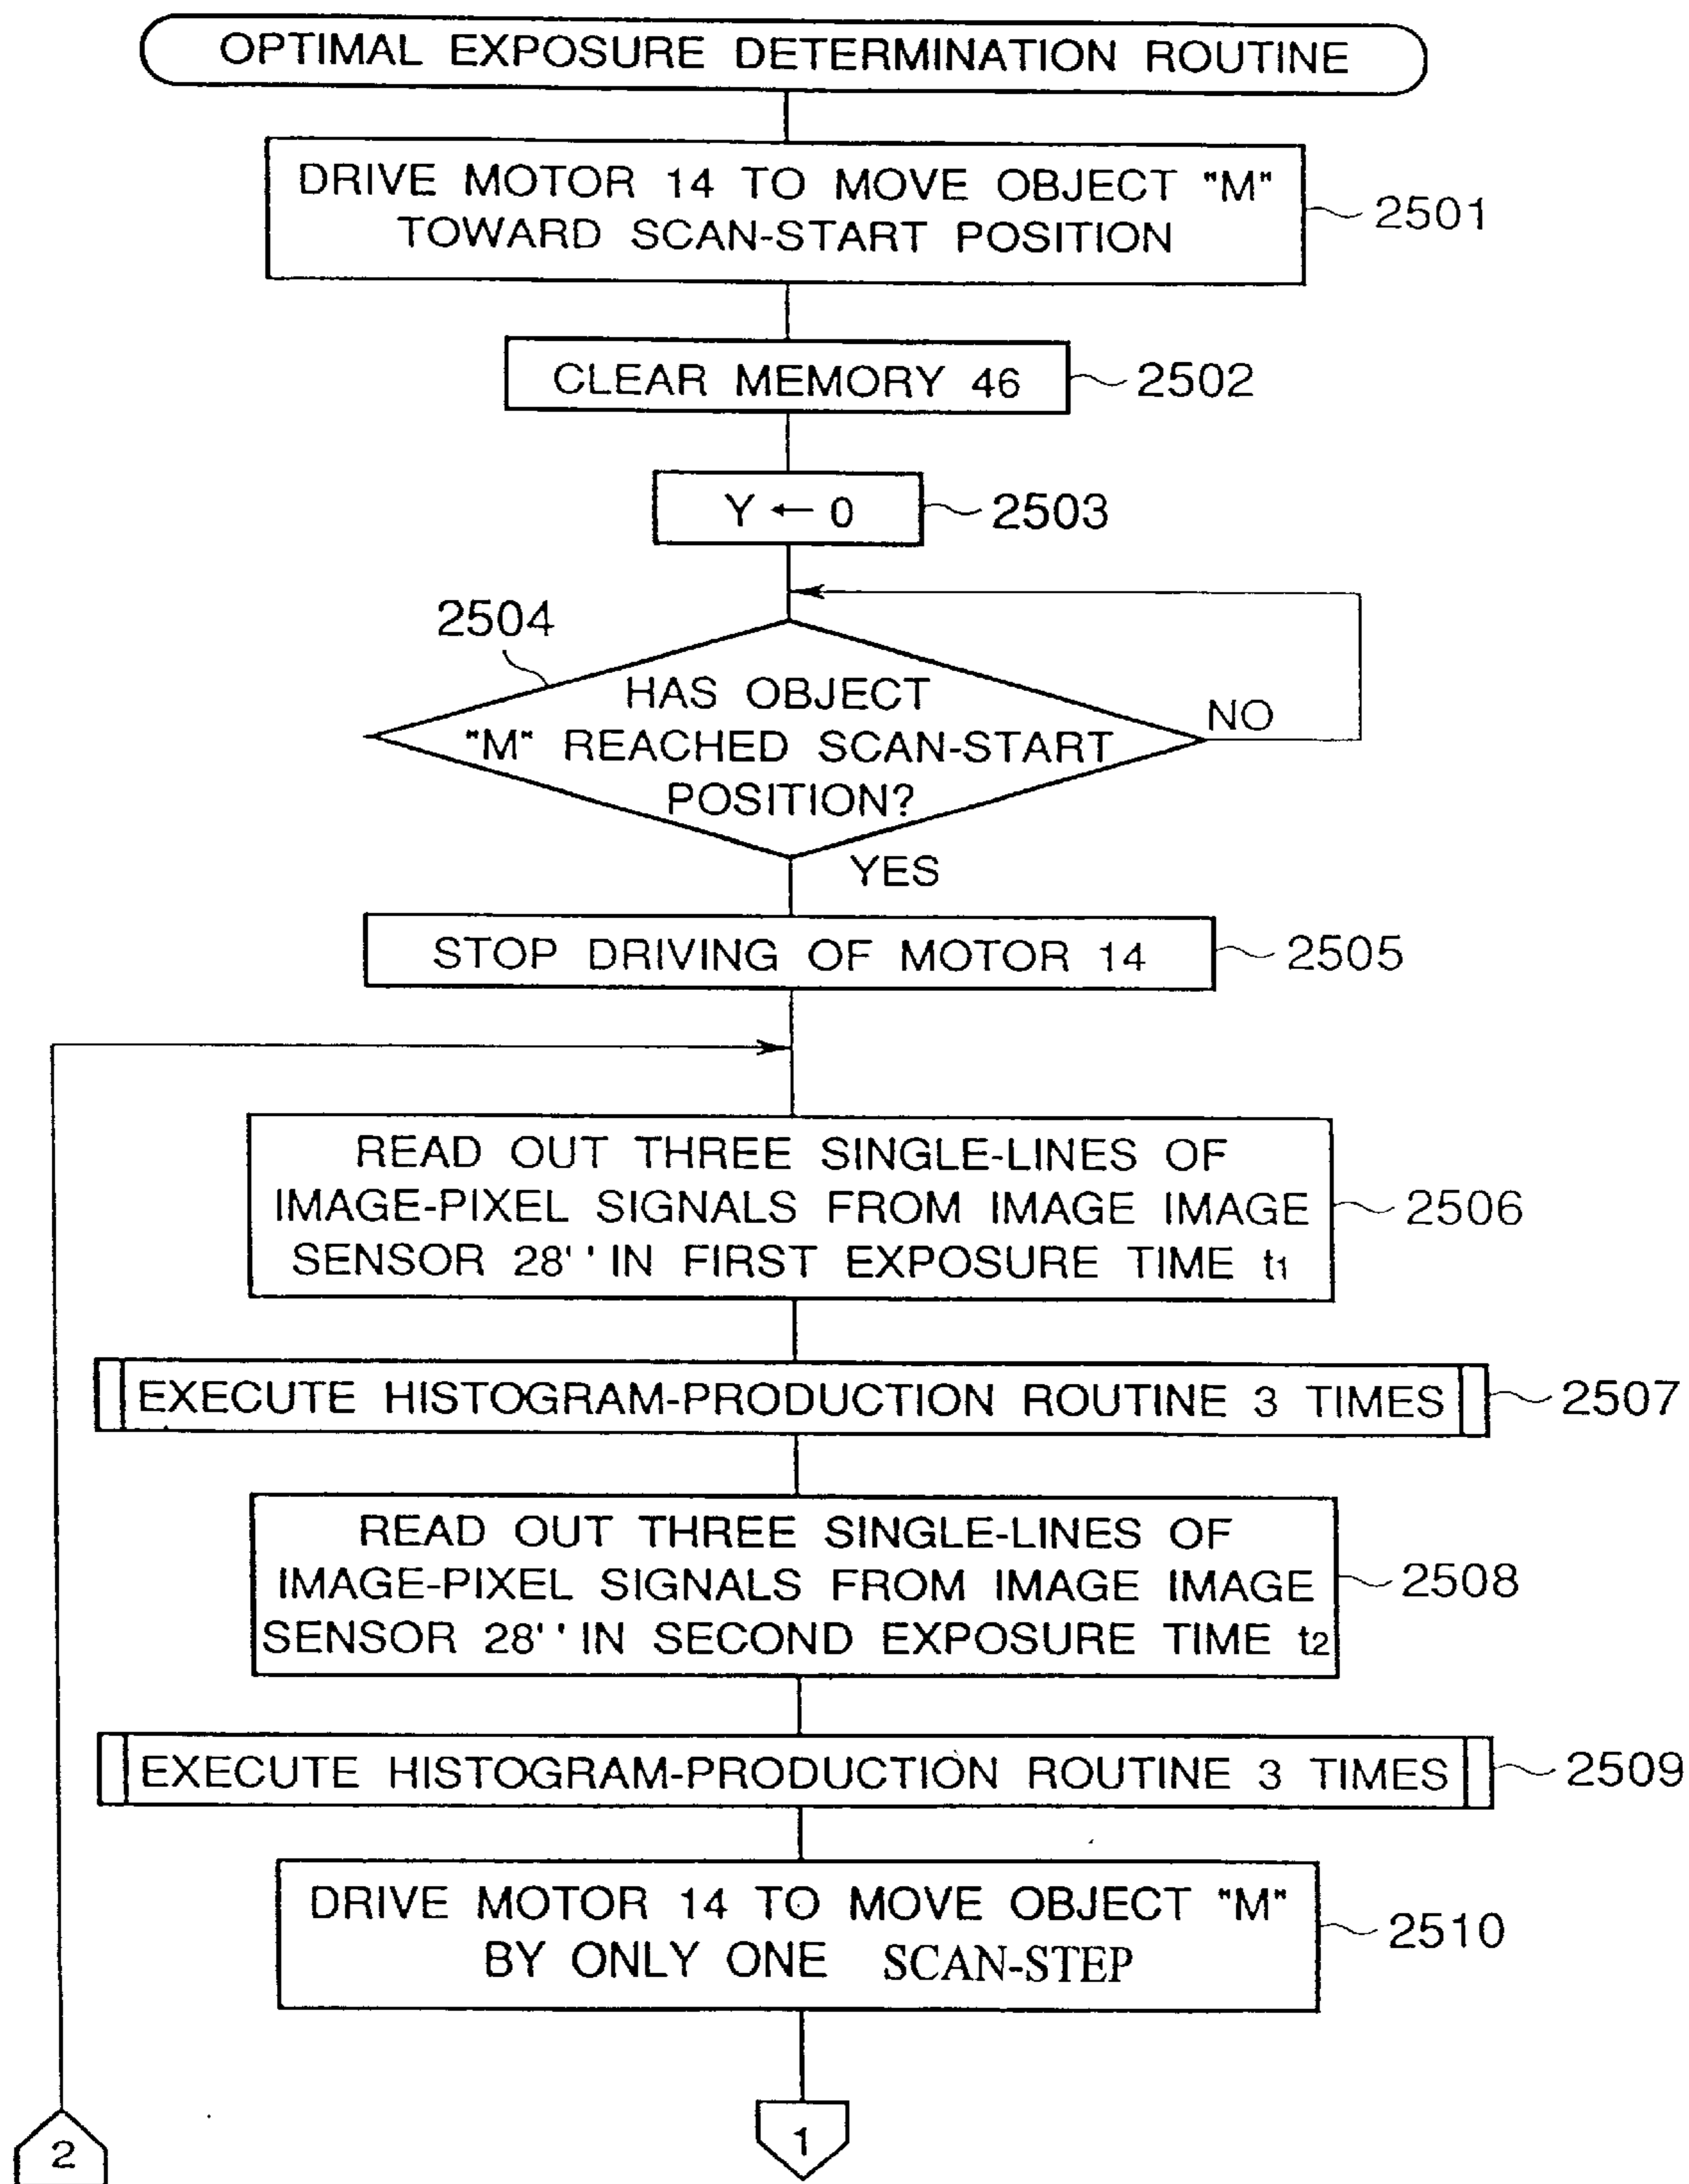 OPTIMAL EXPOSURE DETERMINATION ROUTINE
DRIVE MOTOR 14 TO MOVE OBJECT "M"
TOWARD SCAN-START POSITION
2501
CLEAR MEMORY 46
2502
Y ← 0
2503
2504
HAS OBJECT
"M" REACHED SCAN-START
POSITION?
NO
YES
STOP DRIVING OF MOTOR 14
2505
READ OUT THREE SINGLE-LINES OF
IMAGE-PIXEL SIGNALS FROM IMAGE IMAGE
SENSOR 28'' IN FIRST EXPOSURE TIME t1
2506
EXECUTE HISTOGRAM-PRODUCTION ROUTINE 3 TIMES
2507
READ OUT THREE SINGLE-LINES OF
IMAGE-PIXEL SIGNALS FROM IMAGE IMAGE
SENSOR 28'' IN SECOND EXPOSURE TIME t2
2508
EXECUTE HISTOGRAM-PRODUCTION ROUTINE 3 TIMES
2509
DRIVE MOTOR 14 TO MOVE OBJECT "M"
BY ONLY ONE SCAN-STEP
2510
2
1